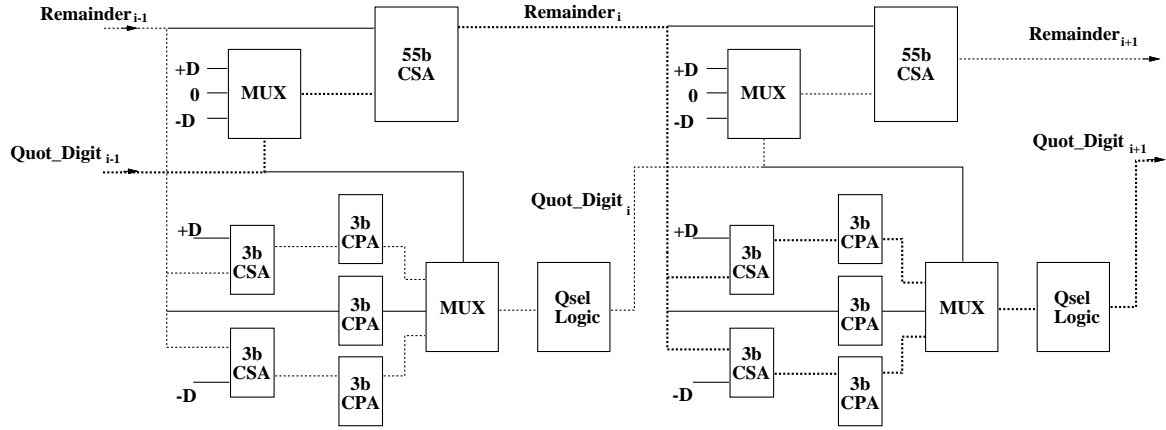 Remainder i-1
Remainder i
Remainder i+1
+D
0
-D
MUX
55b
CSA
+D
0
-D
MUX
55b
CSA
Quot_Digit i-1
Quot_Digit i
Quot_Digit i+1
+D
3b
CSA
3b
CPA
3b
CPA
MUX
Qsel
Logic
-D
3b
CSA
3b
CPA
+D
3b
CSA
3b
CPA
3b
CPA
MUX
Qsel
Logic
-D
3b
CSA
3b
CPA